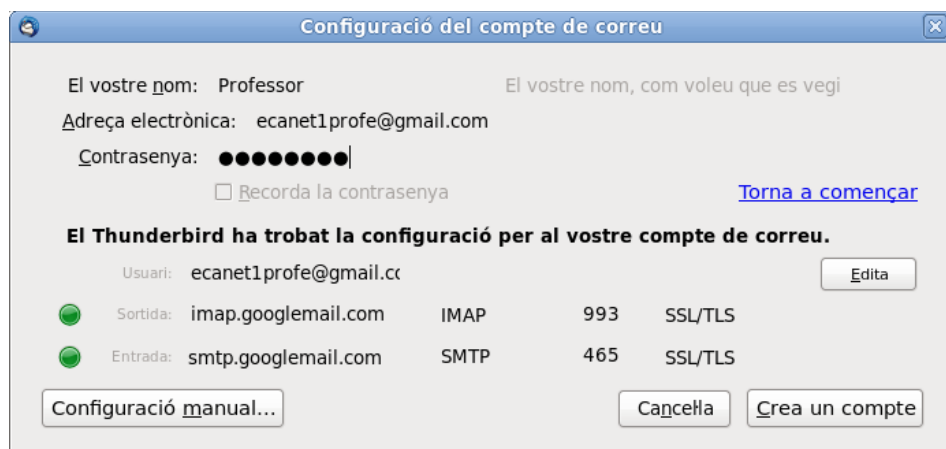 Configuració del compte de correu
El vostre nom: Professor El vostre nom, com voleu que es vegi
Adreça electrònica: ecanet1profe@gmail.com
Contrasenya: ●●●●●●●●
Recorda la contrasenya Torna a començar
El Thunderbird ha trobat la configuració per al vostre compte de correu.
Usuari: ecanet1profe@gmail.cc Edita
Sortida: imap.googlemail.com IMAP 993 SSL/TLS
Entrada: smtp.googlemail.com SMTP 465 SSL/TLS
Configuració manual... Canceŀla Crea un compte